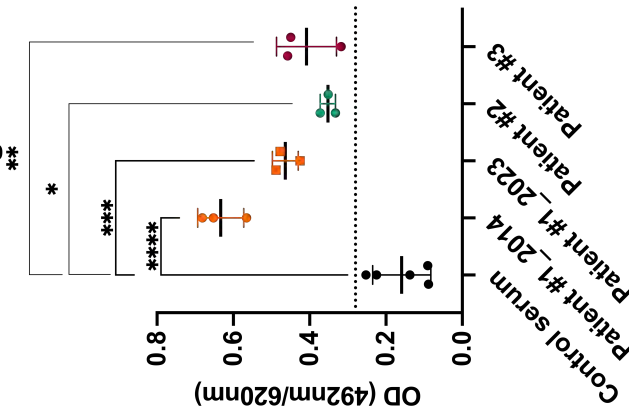 **
*
***
****
0.8
0.6
0.4
0.2
0.0
OD (492nm/620nm)
Control serum
Patient #1_2014
Patient #1_2023
Patient #2
Patient #3